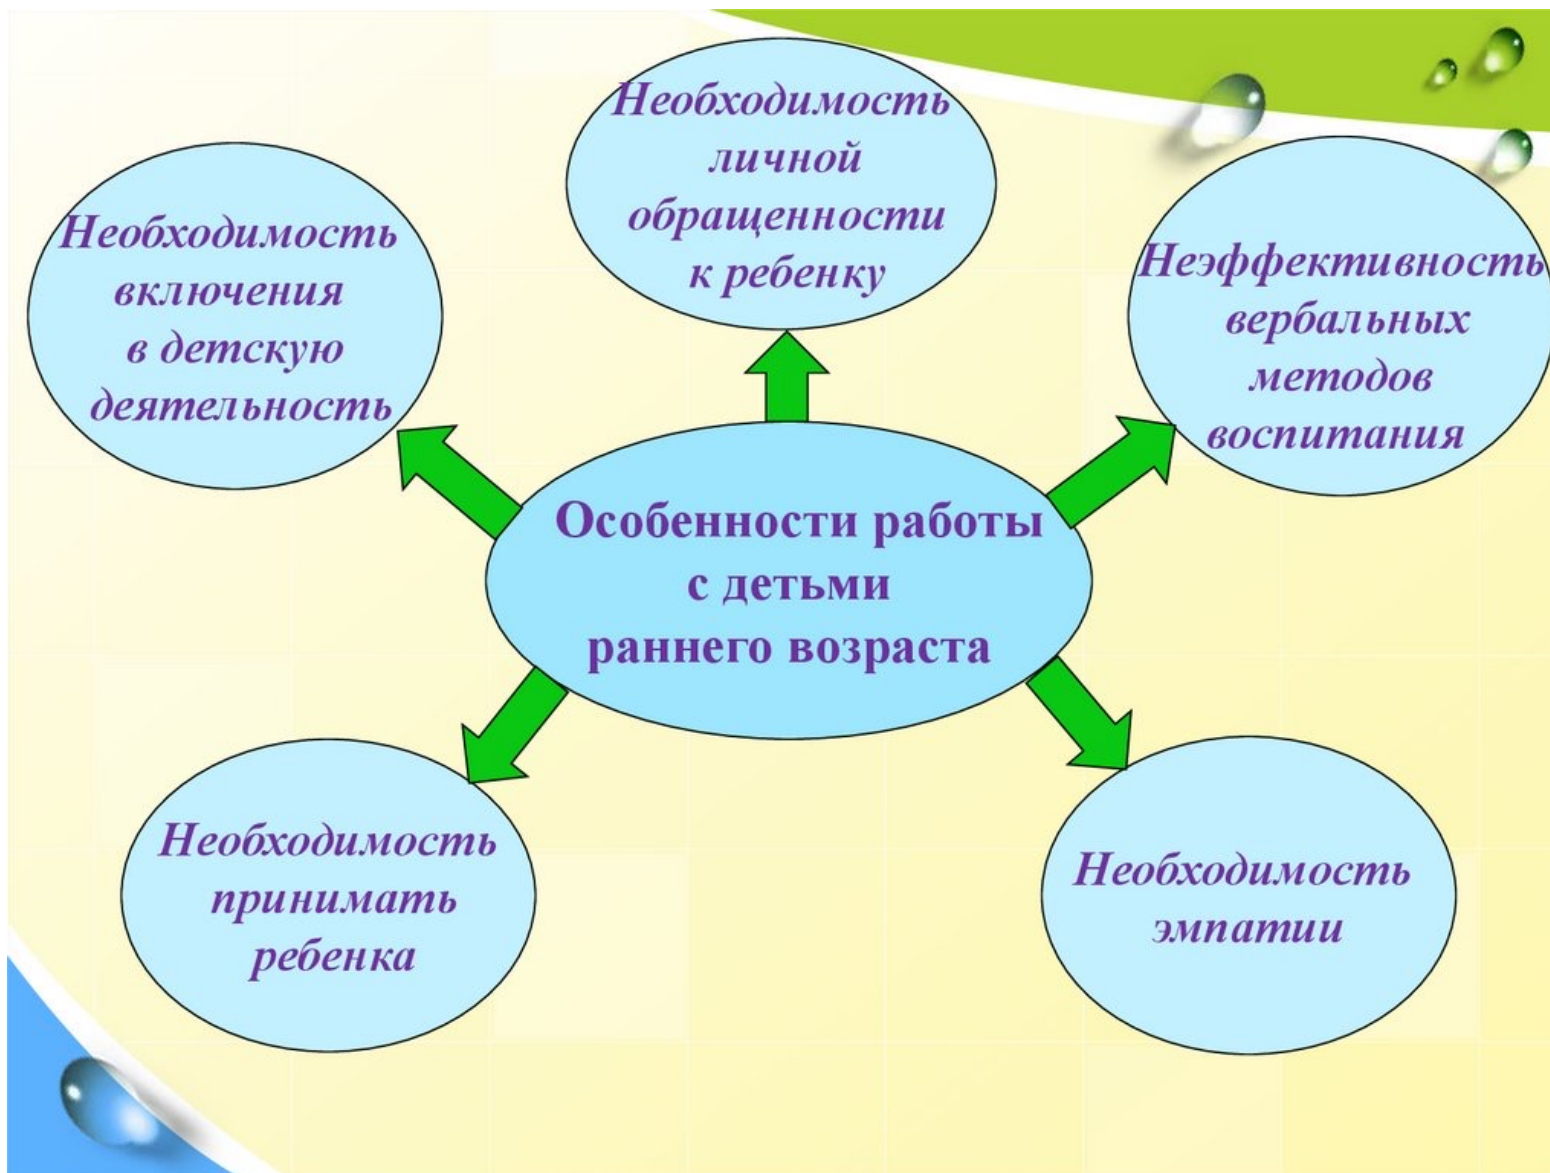 Необходимость
личной
обращенности
к ребенку
Необходимость
включения
в детскую
деятельность
Неэффективность
вербальных
методов
воспитания
Особенности работы
с детьми
раннего возраста
Необходимость
принимать
ребенка
Необходимость
эмпатии